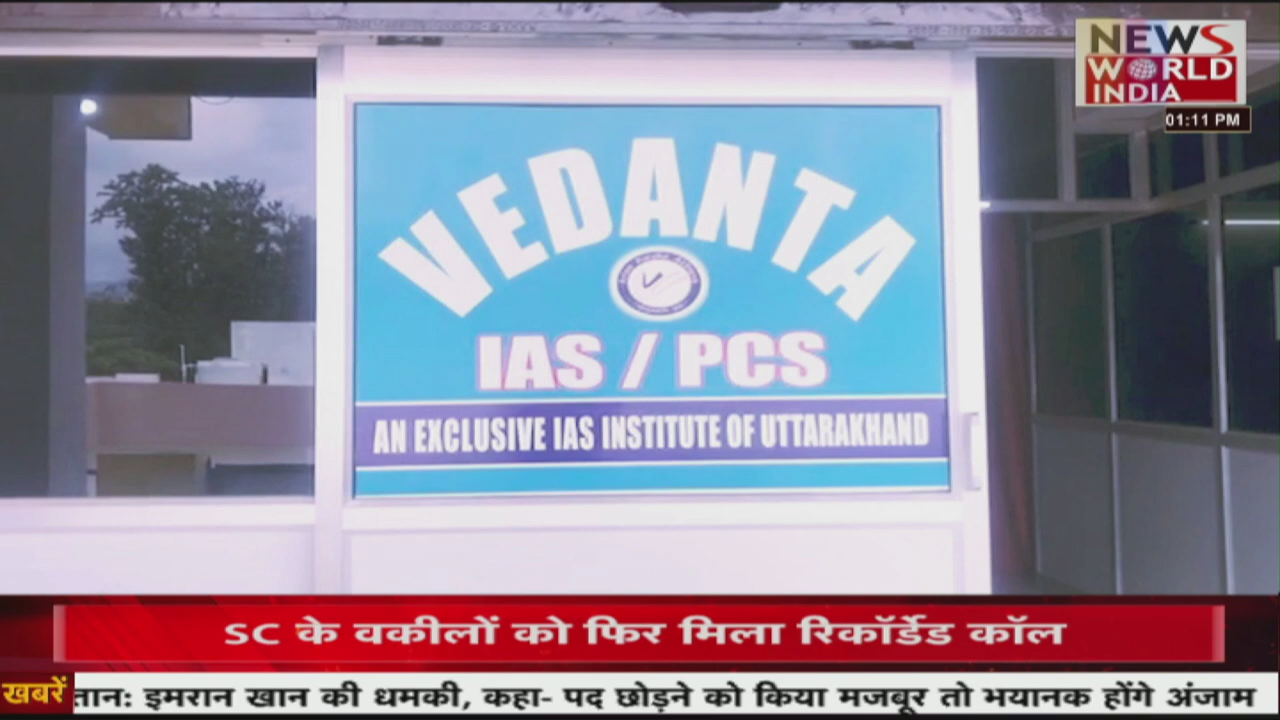 NEWS
WORLD
INDIA
01:11 PM
VEDANTA
IAS / PCS
AN EXCLUSIVE IAS INSTITUTE OF UTTARAKHAND
SC के वकीलों को फिर मिला रिकॉर्डेड कॉल
खबरें तान: इमरान खान की धमकी, कहा- पद छोड़ने को किया मजबूर तो भयानक होंगे अंजाम